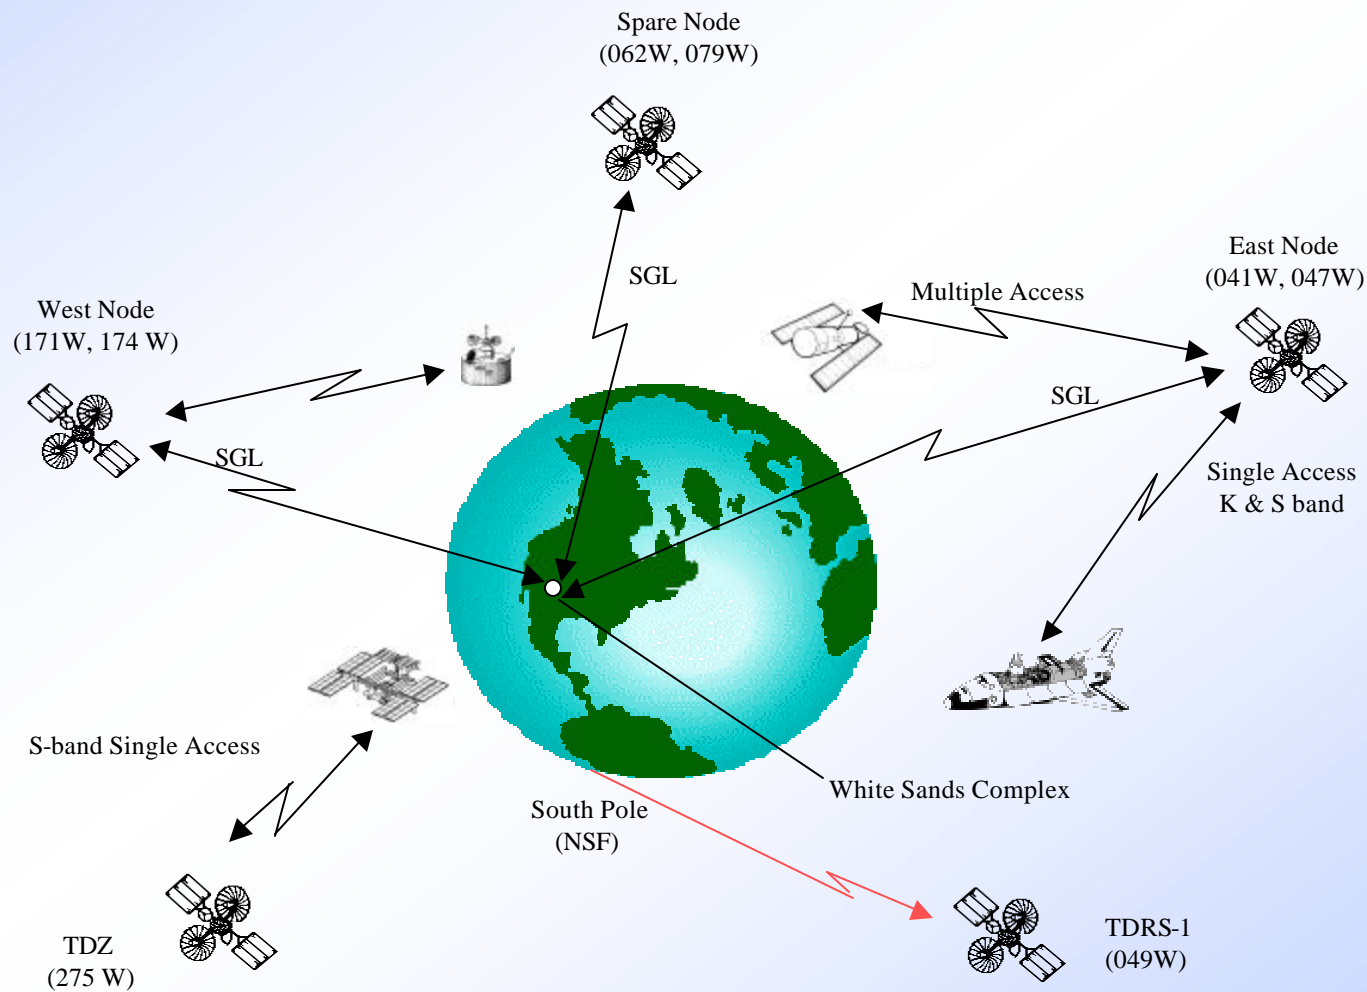 Spare Node
(062W, 079W)
East Node
(041W, 047W)
SGL
Multiple Access
West Node
(171W, 174 W)
SGL
SGL
Single Access
K & S band
S-band Single Access
White Sands Complex
South Pole
(NSF)
TDZ
(275 W)
TDRS-1
(049W)